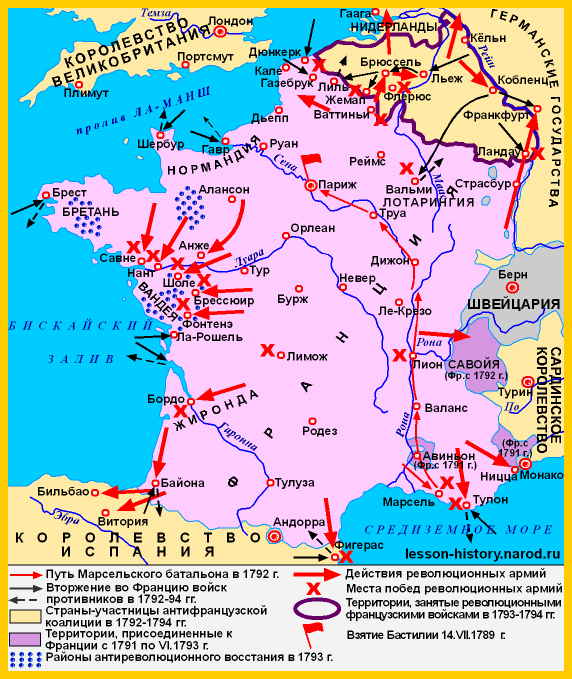 Темза
Лондон
Гаага
НИДЕРЛАНДЫ
ГЕРМАНСКИЕ ГОСУДАРСТВА
КОРОЛЕВСТВО
ВЕЛИКОБРИТАНИЯ
Портсмут
Плимут
Дюнкерк
Кале
Газебрук
Брюссель
Кёльн
Рейн
Льеж
Кобленц
Лилль
Жемап
Флерюс
Ваттиньи
Франкфурт
Ландау
пролив ЛА-МАНШ
Дьепп
Шербур
Гавр
Руан
НОРМАНДИЯ
Сена
Реймс
Маас
Страсбур
Вальми
ЛОТАРИНГИЯ
Париж
Труа
Брест
БРЕТАНЬ
Алансон
Орлеан
Савне
Нант
Анже
Луара
Тур
Шоле
ВАНДЕЯ
Брессюир
Фонтенэ
Ла-Рошель
Невер
Бурж
Дижон
Ле-Крезо
Берн
ШВЕЙЦАРИЯ
БИСКАЙСКИЙ
ЗАЛИВ
Лимож
ФРАНЦИЯ
Рона
Лион
САВОЙЯ
(Фр.с 1792 г.)
Турин
По
САРДИНСКОЕ
КОРОЛЕВСТВО
Бордо
ЖИРОНДА
Гаронна
Родез
Валанс
Рона
Авиньон
(Фр.с 1791 г.)
(Фр.с
1791 г.)
Ницца
Монако
Марсель
Тулон
Тулуза
Байона
Бильбао
Витория
Эбро
Андорра
Фигерас
КОРОЛЕВСТВО
ИСПАНИЯ
СРЕДИЗЕМНОЕ МОРЕ
lesson-history.narod.ru
Путь Марсельского батальона в 1792 г.
Вторжение во Францию войск
противников в 1792-94 гг.
Страны-участницы антифранцузской
коалиции в 1792-1794 гг.
Территории, присоединенные к
Франции с 1791 по VI.1793 г.
Районы антиреволюционного восстания в 1793 г.
Действия революционных армий
Места побед революционных армий
Территории, занятые революционными
французскими войсками в 1793-1794 гг.
Взятие Бастилии 14.VII.1789 г.